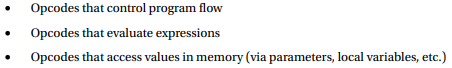 • Opcodes that control program flow
• Opcodes that evaluate expressions
• Opcodes that access values in memory (via parameters, local variables, etc.)